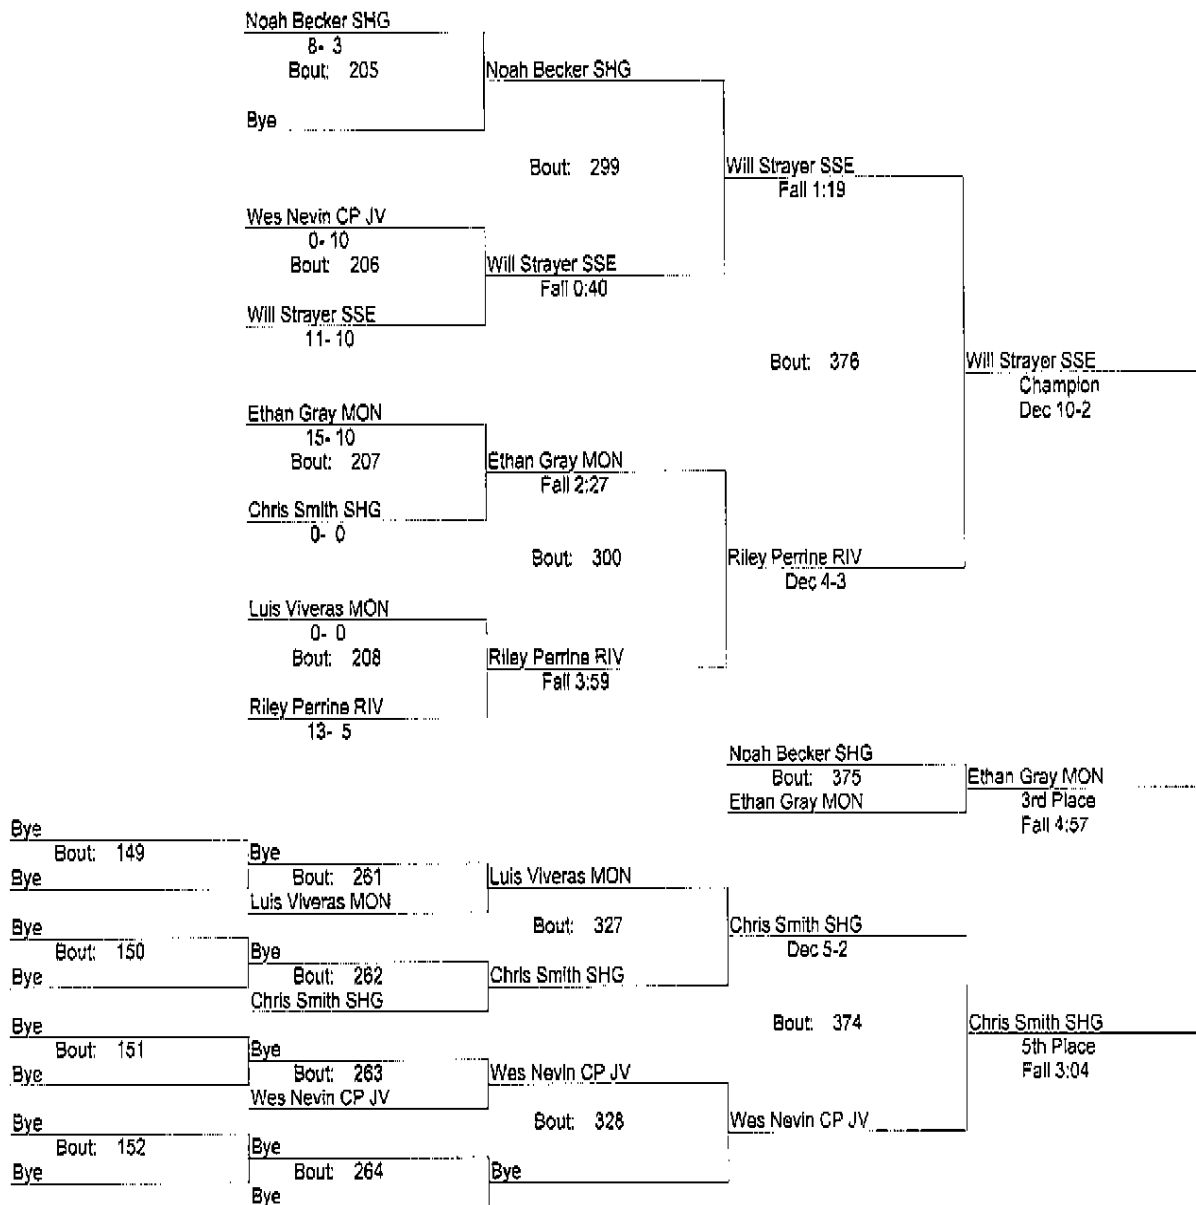 Noah Becker SHG
8- 3
Bout: 205
Noah Becker SHG
Bye
Bout: 299
Will Strayer SSE
Fall 1:19
Wes Nevin CP JV
0- 10
Bout: 206
Will Strayer SSE
Fall 0:40
Will Strayer SSE
11- 10
Bout: 376
Will Strayer SSE
Champion
Dec 10-2
Ethan Gray MON
15- 10
Bout: 207
Ethan Gray MON
Fall 2:27
Chris Smith SHG
0- 0
Bout: 300
Riley Perrine RIV
Dec 4-3
Luis Viveras MON
0- 0
Bout: 208
Riley Perrine RIV
Fall 3:59
Riley Perrine RIV
13- 5
Noah Becker SHG
Bout: 375
Ethan Gray MON
Ethan Gray MON
3rd Place
Fall 4:57
Bye
Bout: 149
Bye
Bye
Bout: 261
Luis Viveras MON
Luis Viveras MON
Bout: 327
Chris Smith SHG
Dec 5-2
Bye
Bout: 150
Bye
Bye
Bout: 262
Chris Smith SHG
Chris Smith SHG
Bout: 374
Chris Smith SHG
5th Place
Fall 3:04
Bye
Bout: 151
Bye
Bye
Bout: 263
Wes Nevin CP JV
Wes Nevin CP JV
Bout: 328
Wes Nevin CP JV
Bye
Bout: 152
Bye
Bye
Bout: 264
Bye
Bye